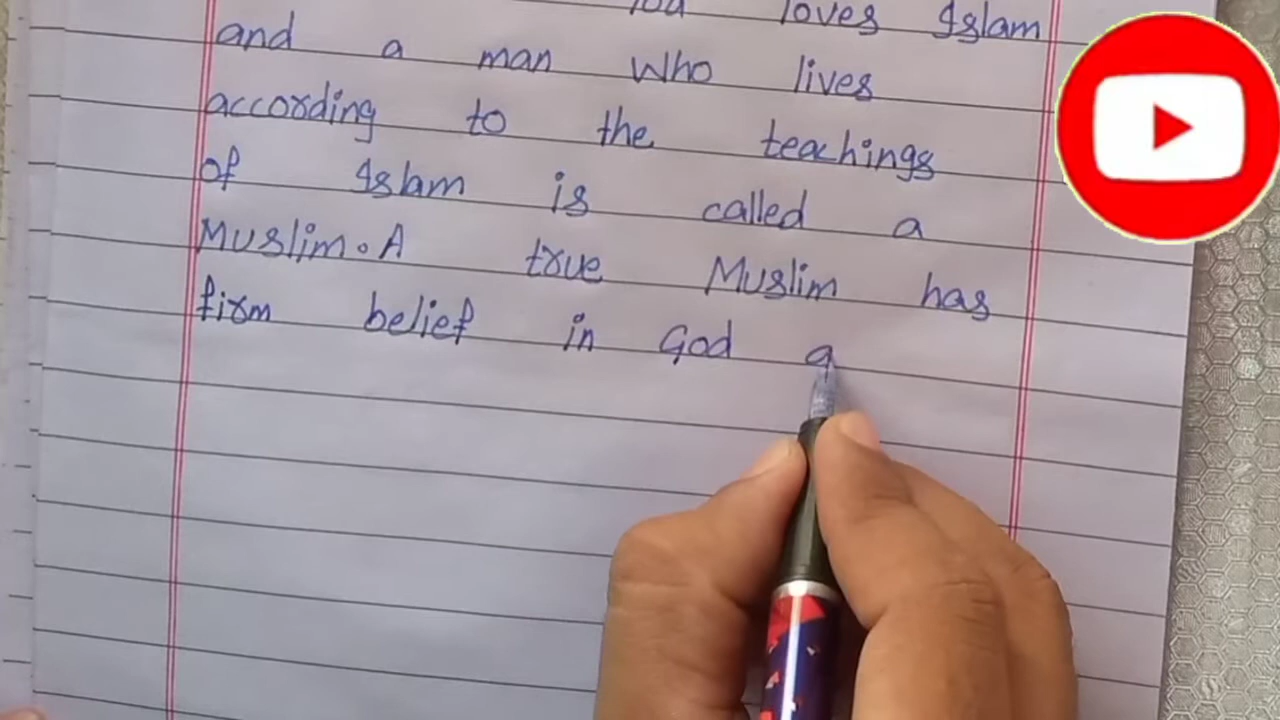 loves Islam
and a man who lives
according to the teachings
of Islam is called a
Muslim. A true Muslim has
firm belief in God a